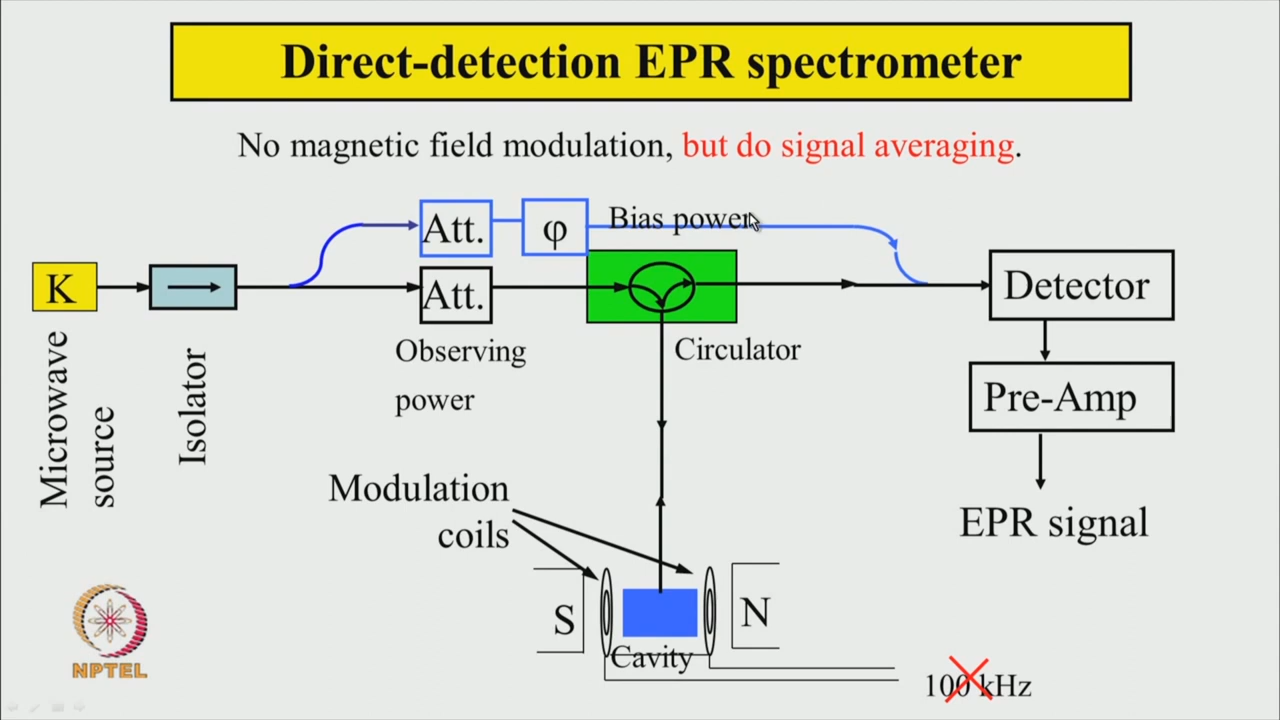 Direct-detection EPR spectrometer
No magnetic field modulation, but do signal averaging.
Att.
φ
Bias power
K
Att.
Detector
Microwave
source
Isolator
Observing
power
Circulator
Pre-Amp
Modulation
coils
EPR signal
S
N
Cavity
100 kHz
NPTEL